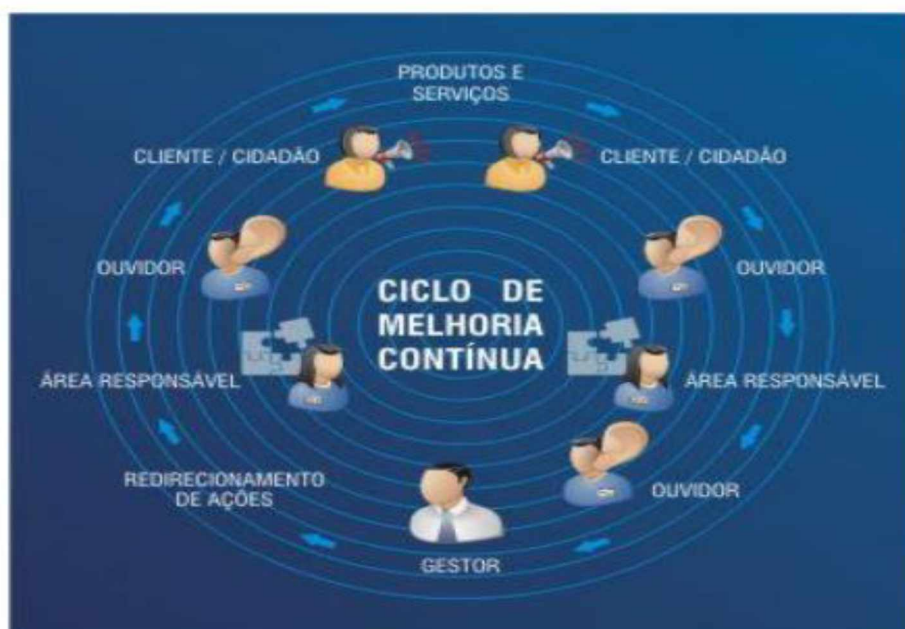 PRODUTOS E
SERVIÇOS
CLIENTE / CIDADÃO
CLIENTE / CIDADÃO
OUVIDOR
OUVIDOR
CICLO DE
MELHORIA
CONTÍNUA
ÁREA RESPONSÁVEL
ÁREA RESPONSÁVEL
REDIRECIONAMENTO
DE AÇÕES
OUVIDOR
GESTOR